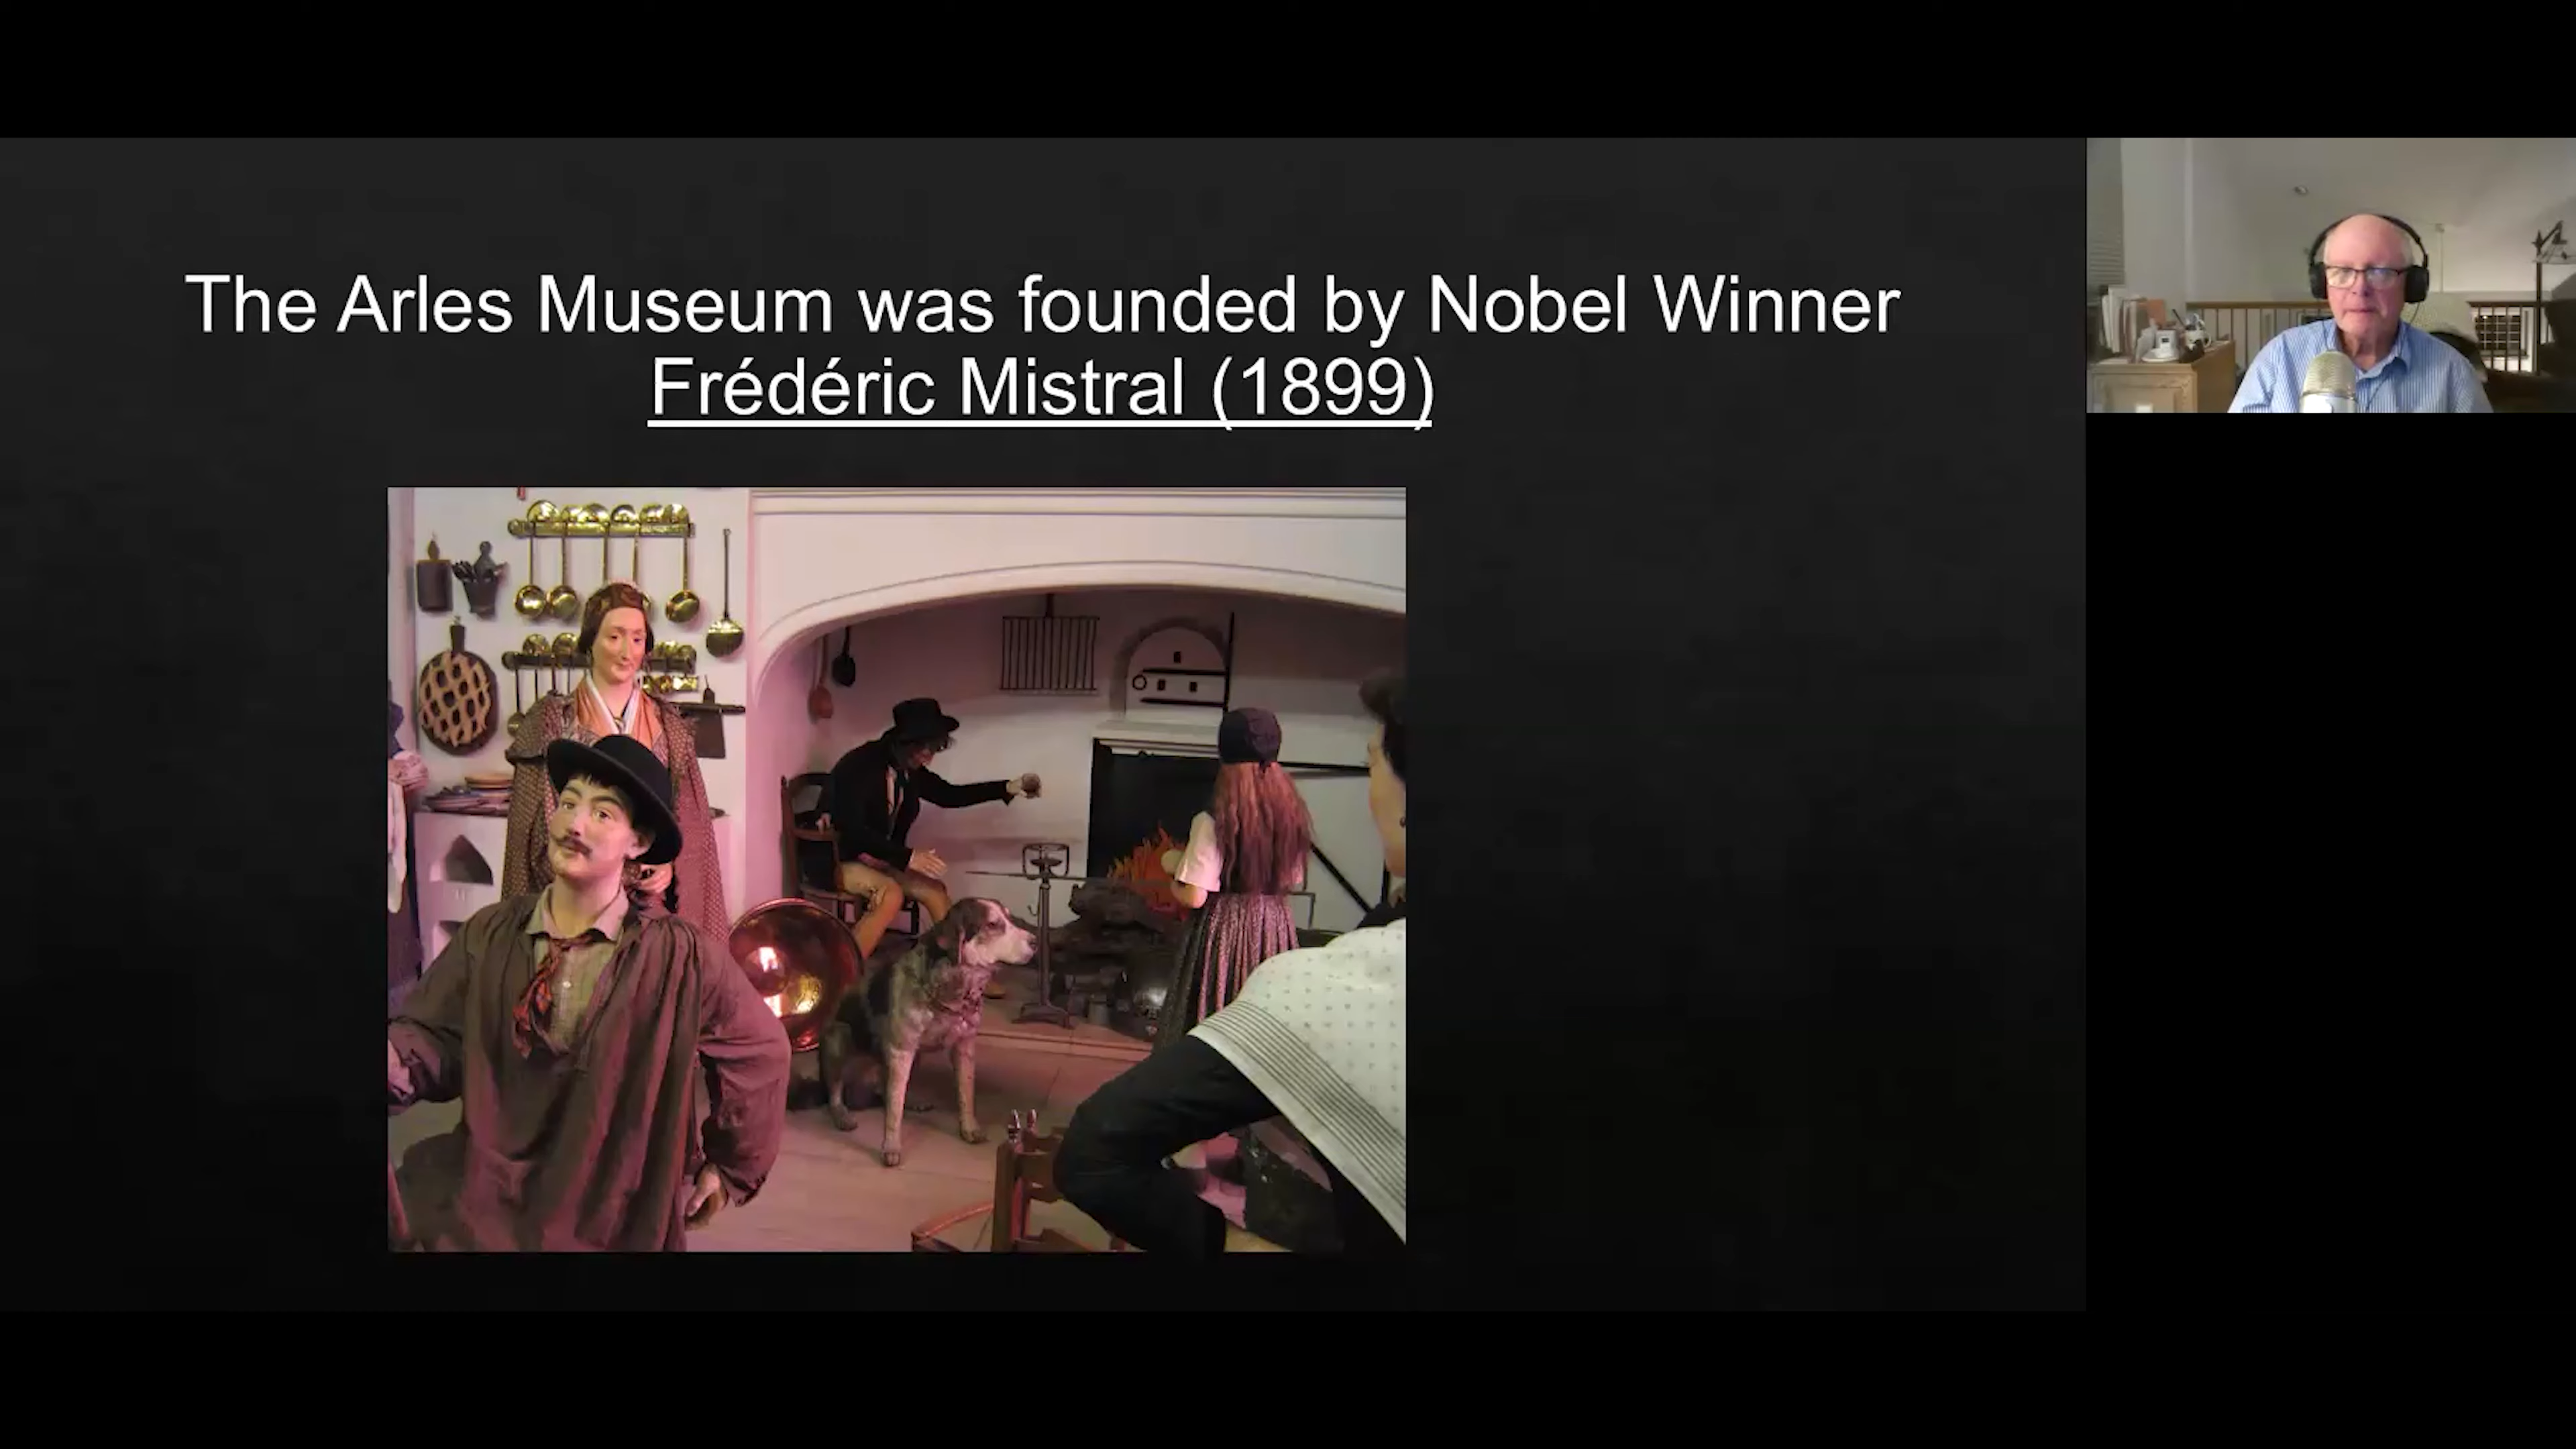 The Arles Museum was founded by Nobel Winner
Frédéric Mistral (1899)